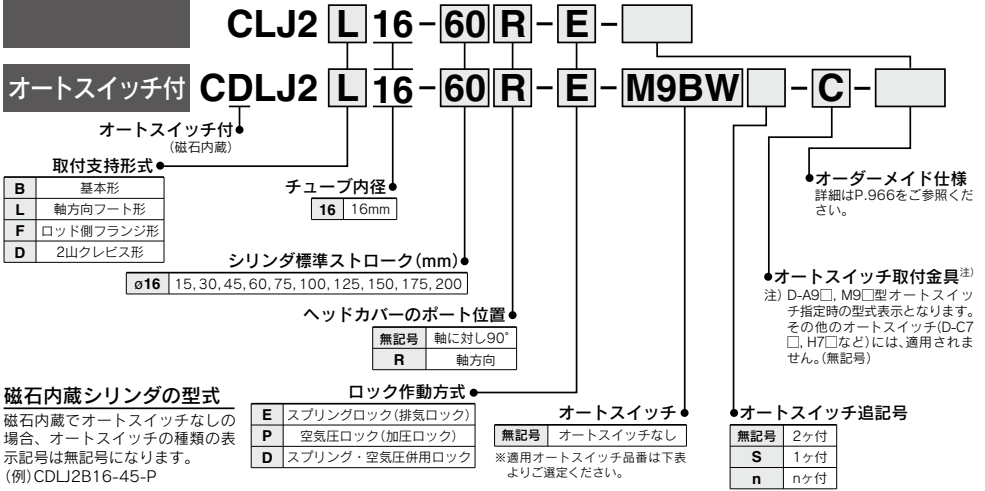 CLJ2 L 16-60 R-E-
オートスイッチ付 CDLJ2 L 16-60 R-E-M9BW -C-
オートスイッチ付
(磁石内蔵)
取付支持形式
B 基本形
L 軸方向フート形
F ロッド側フランジ形
D 2山クレビス形
チューブ内径
16 16mm
シリンダ標準ストローク(mm)
ø16 15, 30, 45, 60, 75, 100, 125, 150, 175, 200
ヘッドカバーのポート位置
無記号 軸に対し90°
R 軸方向
ロック作動方式
E スプリングロック(排気ロック)
P 空気圧ロック(加圧ロック)
D スプリング・空気圧併用ロック
磁石内蔵シリンダの型式
磁石内蔵でオートスイッチなしの
場合、オートスイッチの種類の表
示記号は無記号になります。
(例)CDLJ2B16-45-P
オートスイッチ
無記号 オートスイッチなし
※適用オートスイッチ品番は下表
よりご選定ください。
オートスイッチ追記号
無記号 2ヶ付
S 1ヶ付
n nヶ付
オートスイッチ取付金具注)
注) D-A9□, M9□型オートスイッ
チ指定時の型式表示となります。
その他のオートスイッチ(D-C7
□, H7□など)には、適用されま
せん。(無記号)
オーダーメイド仕様
詳細はP.966をご参照くだ
さい。